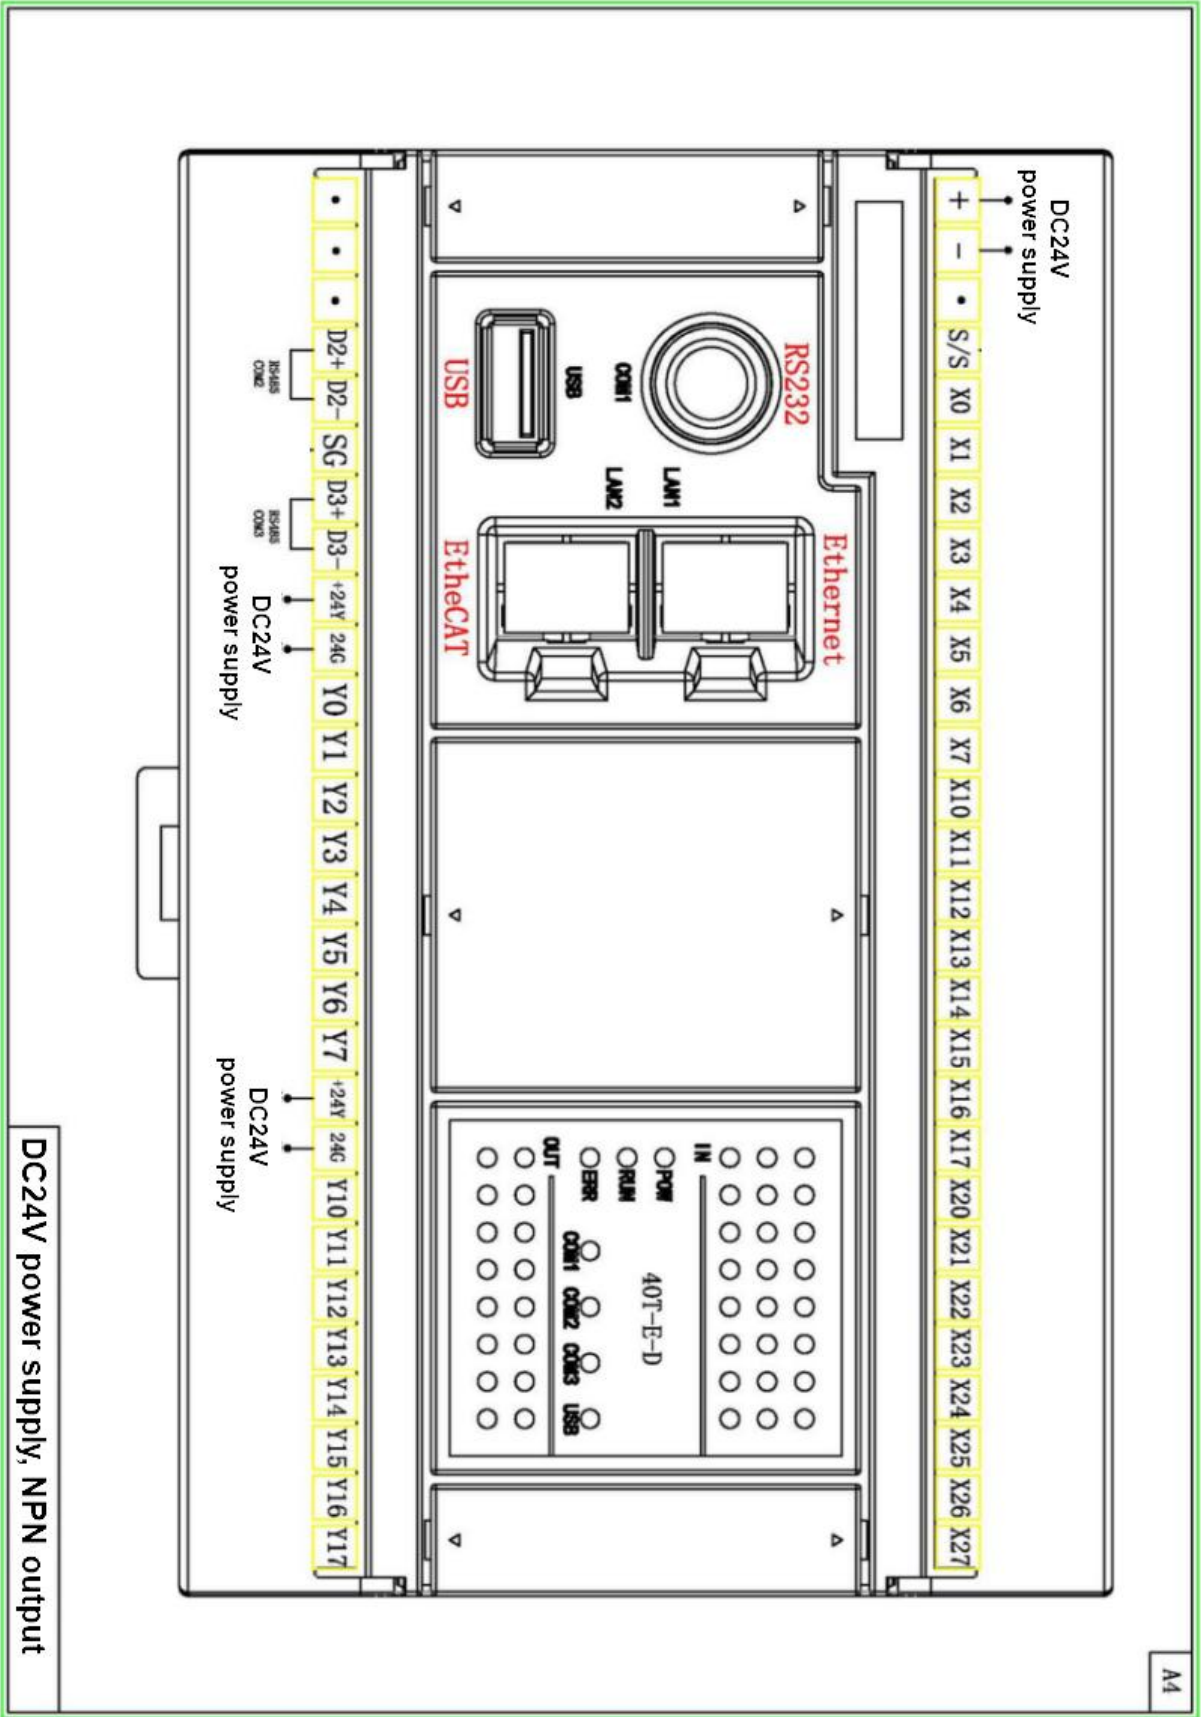 A4
DC24V
power supply
+
-
•
S/S
X0
X1
X2
X3
X4
X5
X6
X7
X10
X11
X12
X13
X14
X15
X16
X17
X20
X21
X22
X23
X24
X25
X26
X27
RS232
COM1
USB
USB
Ethernet
LAN1
LAN2
EtheCAT
IN
POW
RUN
ERR
OUT
40T-E-D
COM1
COM2
COM3
USB
•
•
•
D2+
D2-
SG
D3+
D3-
+24V
24G
Y0
Y1
Y2
Y3
Y4
Y5
Y6
Y7
+24V
24G
Y10
Y11
Y12
Y13
Y14
Y15
Y16
Y17
RS485
COM2
RS485
COM3
DC24V
power supply
DC24V
power supply
DC24V power supply, NPN output